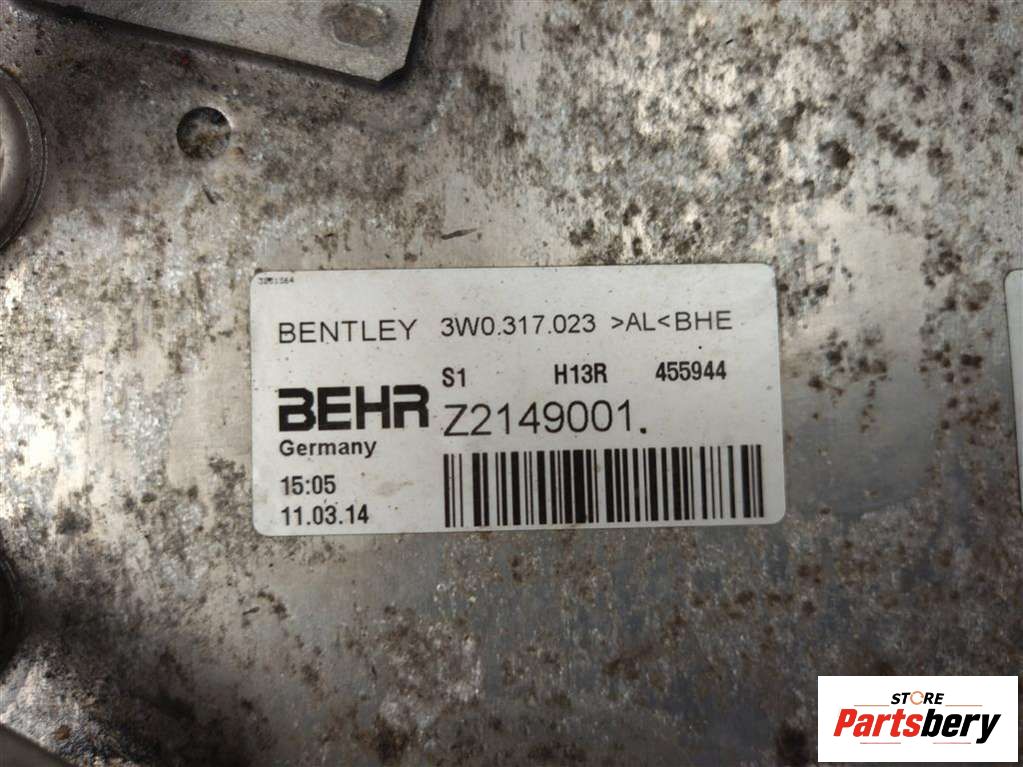 BENTLEY 3W0.317.023 >AL<BHE
S1 H13R 455944
BEHR Z2149001.
Germany
15:05
11.03.14
STORE
Partsbery